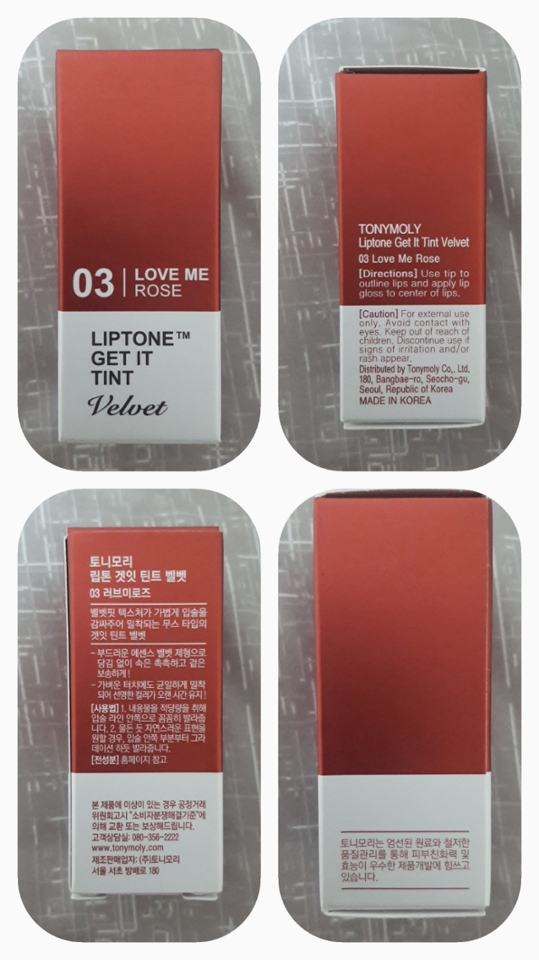 03 | LOVE ME
ROSE
LIPTONE™
GET IT
TINT
Velvet
TONYMOLY
Liptone Get It Tint Velvet
03 Love Me Rose
[Directions] Use tip to
outline lips and apply lip
gloss to center of lips.
[Caution] For external use
only. Avoid contact with
eyes. Keep out of reach of
children. Discontinue use if
signs of irritation and/or
rash appear.
Distributed by Tonymoly Co,. Ltd.
180, Bangbae-ro, Seocho-gu,
Seoul, Republic of Korea
MADE IN KOREA
토니모리
립톤 겟잇 틴트 벨벳
03 러브미로즈
벨벳핏 텍스처가 가볍게 입술을
감싸주어 밀착되는 무스 타입의
겟잇 틴트 벨벳
- 부드러운 에센스 벨벳 제형으로
당김 없이 속은 촉촉하고 겉은
보송하게!
- 가벼운 터치에도 균일하게 밀착
되어 선명한 컬러가 오랜 시간 유지!
[사용법] 1. 내용물을 적당량을 취해
입술 라인 안쪽으로 꼼꼼히 발라줍
니다. 2. 물든 듯 자연스러운 표현을
원할 경우, 입술 안쪽 부분부터 그라
데이션 하듯 발라줍니다.
[전성분] 홈페이지 참고
본 제품에 이상이 있는 경우 공정거래
위원회고시 "소비자분쟁해결기준"에
의해 교환 또는 보상해드립니다.
고객상담실: 080-356-2222
www.tonymoly.com
제조판매업자: (주)토니모리
서울 서초 방배로 180
토니모리는 엄선된 원료와 철저한
품질관리를 통해 피부친화력 및
효능이 우수한 제품개발에 힘쓰고
있습니다.